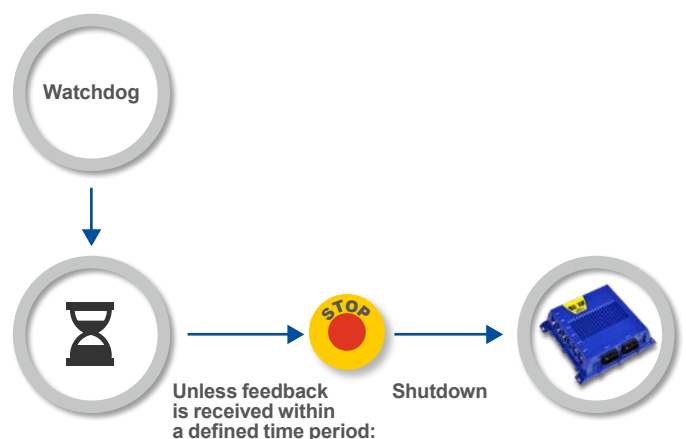 Watchdog
STOP
Unless feedback
is received within
a defined time period:
Shutdown